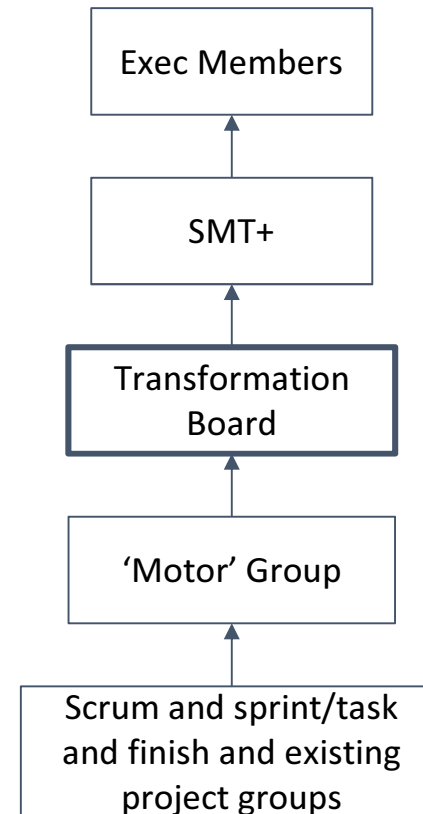 Exec Members
SMT+
Transformation
Board
‘Motor’ Group
Scrum and sprint/task
and finish and existing
project groups